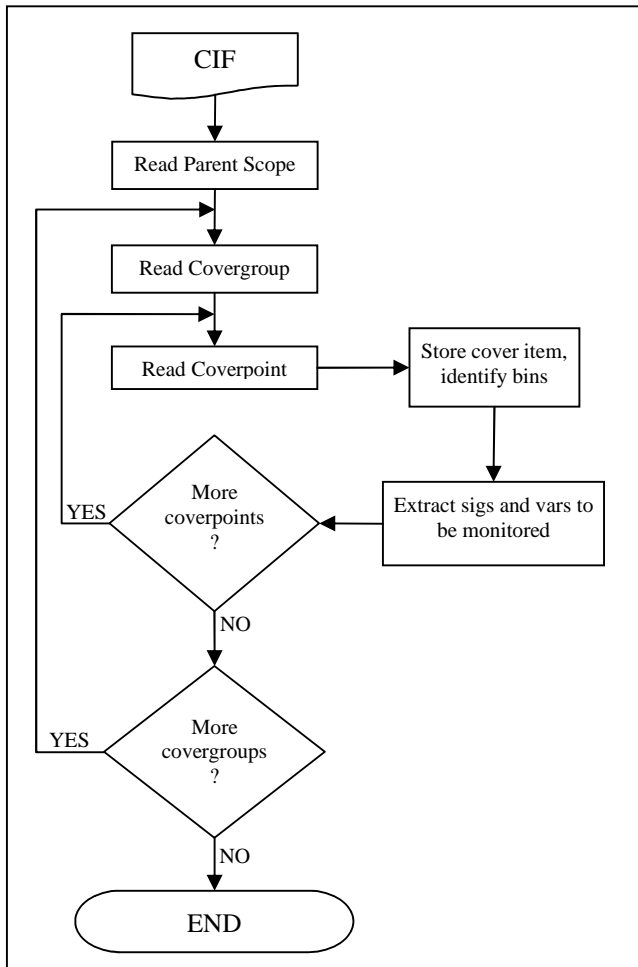 CIF
Read Parent Scope
Read Covergroup
Read Coverpoint
Store cover item,
identify bins
Extract sigs and vars to
be monitored
More
coverpoints
?
YES
NO
More
covergroups
?
YES
NO
END